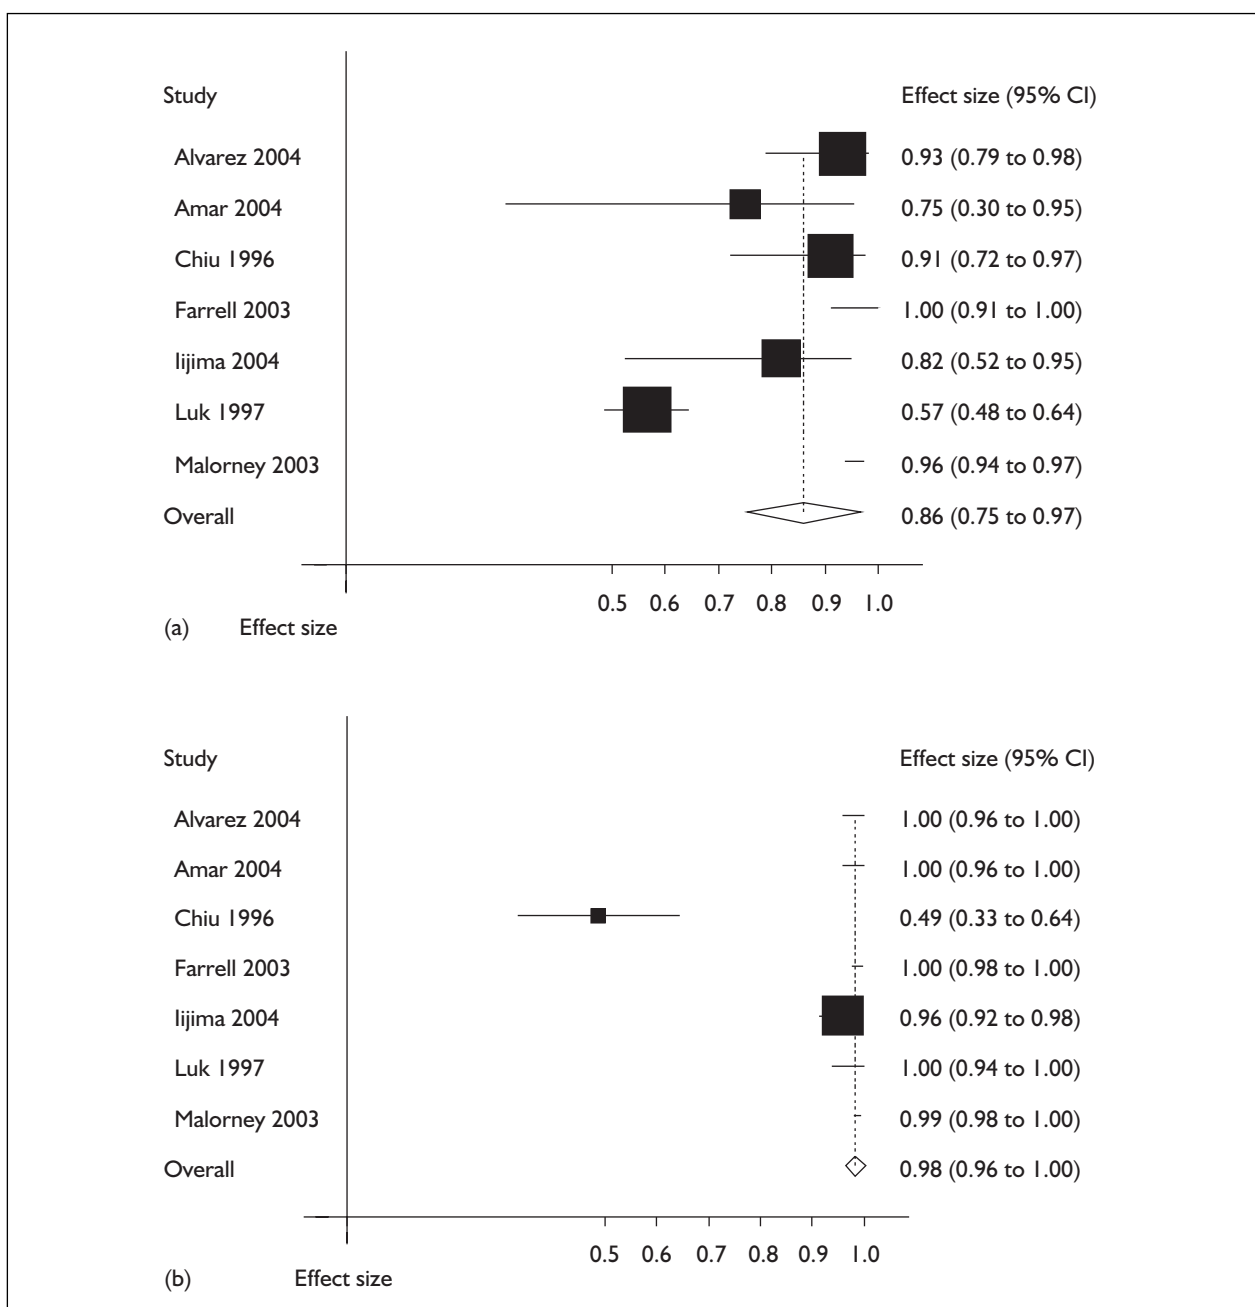 Study Effect size (95% CI)
Alvarez 2004 0.93 (0.79 to 0.98)
Amar 2004 0.75 (0.30 to 0.95)
Chiu 1996 0.91 (0.72 to 0.97)
Farrell 2003 1.00 (0.91 to 1.00)
Iijima 2004 0.82 (0.52 to 0.95)
Luk 1997 0.57 (0.48 to 0.64)
Malorney 2003 0.96 (0.94 to 0.97)
Overall 0.86 (0.75 to 0.97)
0.5 0.6 0.7 0.8 0.9 1.0
(a) Effect size
Study Effect size (95% CI)
Alvarez 2004 1.00 (0.96 to 1.00)
Amar 2004 1.00 (0.96 to 1.00)
Chiu 1996 0.49 (0.33 to 0.64)
Farrell 2003 1.00 (0.98 to 1.00)
Iijima 2004 0.96 (0.92 to 0.98)
Luk 1997 1.00 (0.94 to 1.00)
Malorney 2003 0.99 (0.98 to 1.00)
Overall 0.98 (0.96 to 1.00)
0.5 0.6 0.7 0.8 0.9 1.0
(b) Effect size